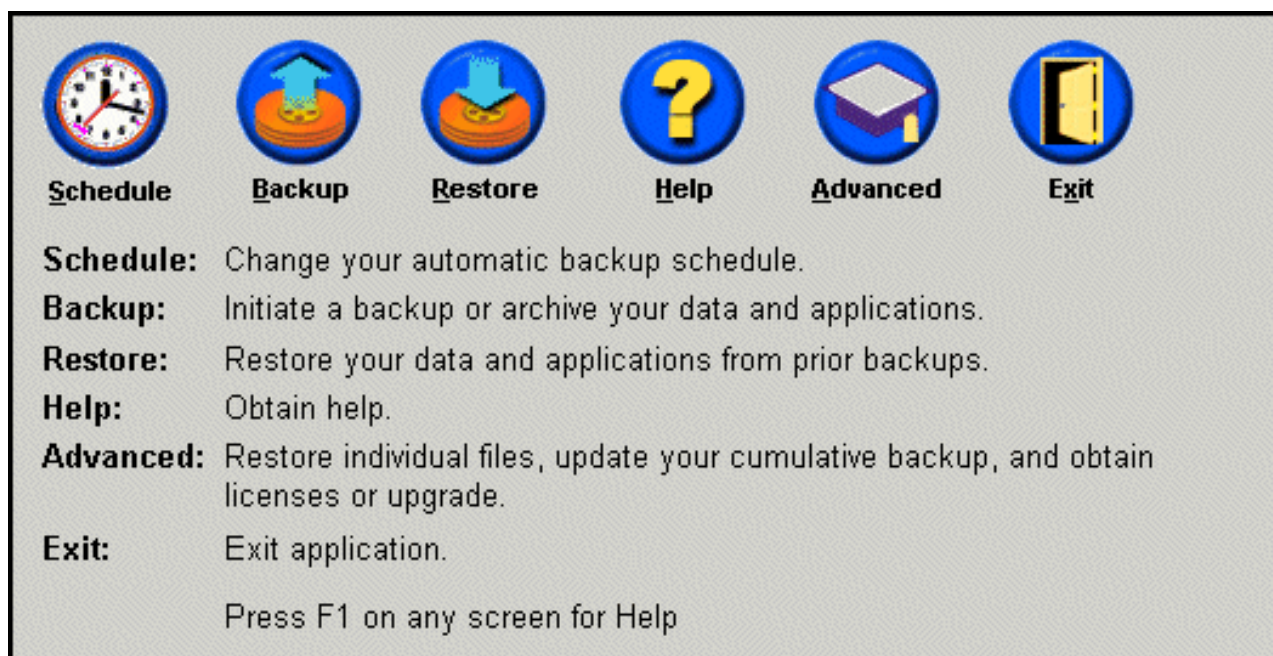 Schedule Backup Restore Help Advanced Exit
Schedule: Change your automatic backup schedule.
Backup: Initiate a backup or archive your data and applications.
Restore: Restore your data and applications from prior backups.
Help: Obtain help.
Advanced: Restore individual files, update your cumulative backup, and obtain
licenses or upgrade.
Exit: Exit application.
Press F1 on any screen for Help